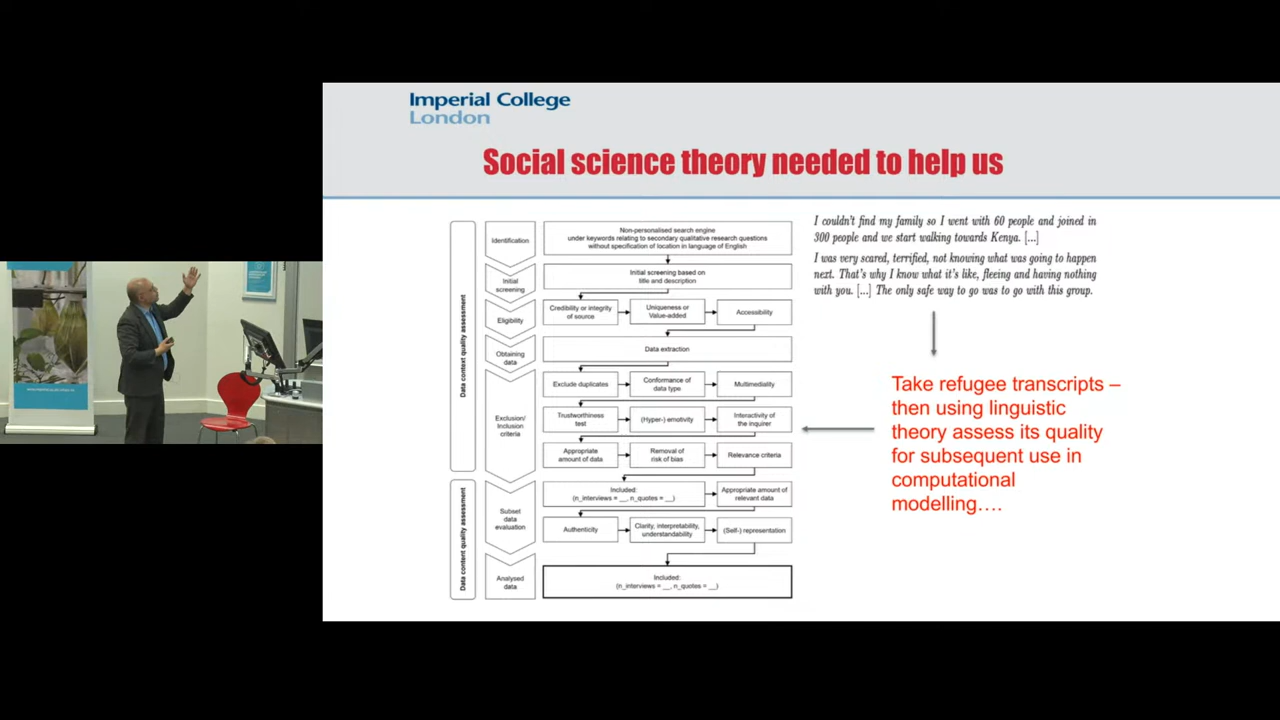 Imperial College
London
Social science theory needed to help us
Data context quality assessment
Data content quality assessment
Identification
Non-personalised search engine
under keywords relating to secondary qualitative research questions
without specification of location in language of English
Initial
screening
Initial screening based on
title and description
Eligibility
Credibility or integrity
of source
Uniqueness or
Value-added
Accessibility
Obtaining
data
Data extraction
Exclusion/
Inclusion
criteria
Exclude duplicates
Conformance of
data type
Multimediality
Trustworthiness
test
(Hyper-) emotivity
Interactivity of
the inquirer
Appropriate
amount of data
Removal of
risk of bias
Relevance criteria
Subset
data
evaluation
Included:
(n_interviews = __, n_quotes = __)
Appropriate amount of
relevant data
Authenticity
Clarity, interpretability,
understandability
(Self-) representation
Analysed
data
Included:
(n_interviews = __, n_quotes = __)
I couldn't find my family so I went with 60 people and joined in
300 people and we start walking towards Kenya. [...]
I was very scared, terrified, not knowing what was going to happen
next. That's why I know what it's like, fleeing and having nothing
with you. [...] The only safe way to go was to go with this group.
Take refugee transcripts –
then using linguistic
theory assess its quality
for subsequent use in
computational
modelling….